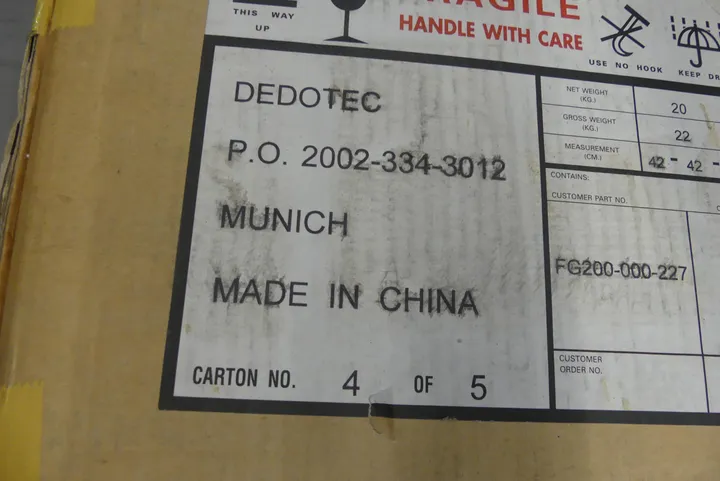 THIS WAY
UP
FRAGILE
HANDLE WITH CARE
USE NO HOOK
KEEP
DEDOTEC
P.O. 2002-334-3012
MUNICH
MADE IN CHINA
CARTON NO. 4 OF 5
NET WEIGHT
(KG.)
20
GROSS WEIGHT
(KG.)
22
MEASUREMENT
(CM.)
42 - 42 -
CONTAINS:
CUSTOMER PART NO.
FG200-000-227
CUSTOMER
ORDER NO.